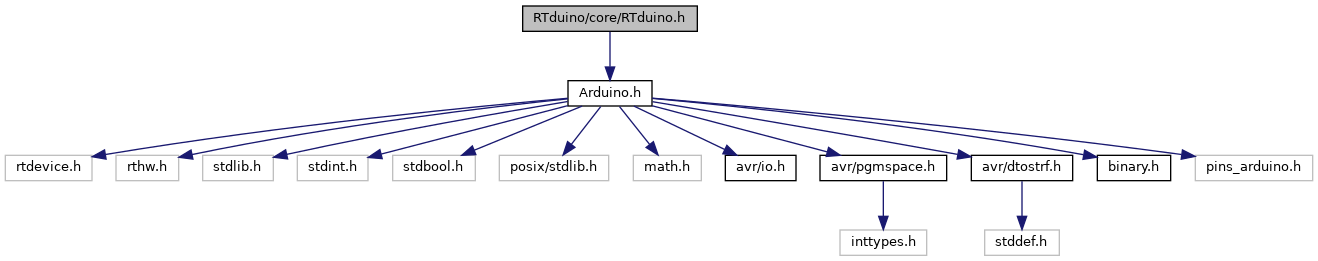 RTduino/core/RTduino.h
Arduino.h
rtdevice.h
rthw.h
stdlib.h
stdint.h
stdbool.h
posix/stdlib.h
math.h
avr/io.h
avr/pgmspace.h
avr/dtostrf.h
binary.h
pins_arduino.h
inttypes.h
stddef.h